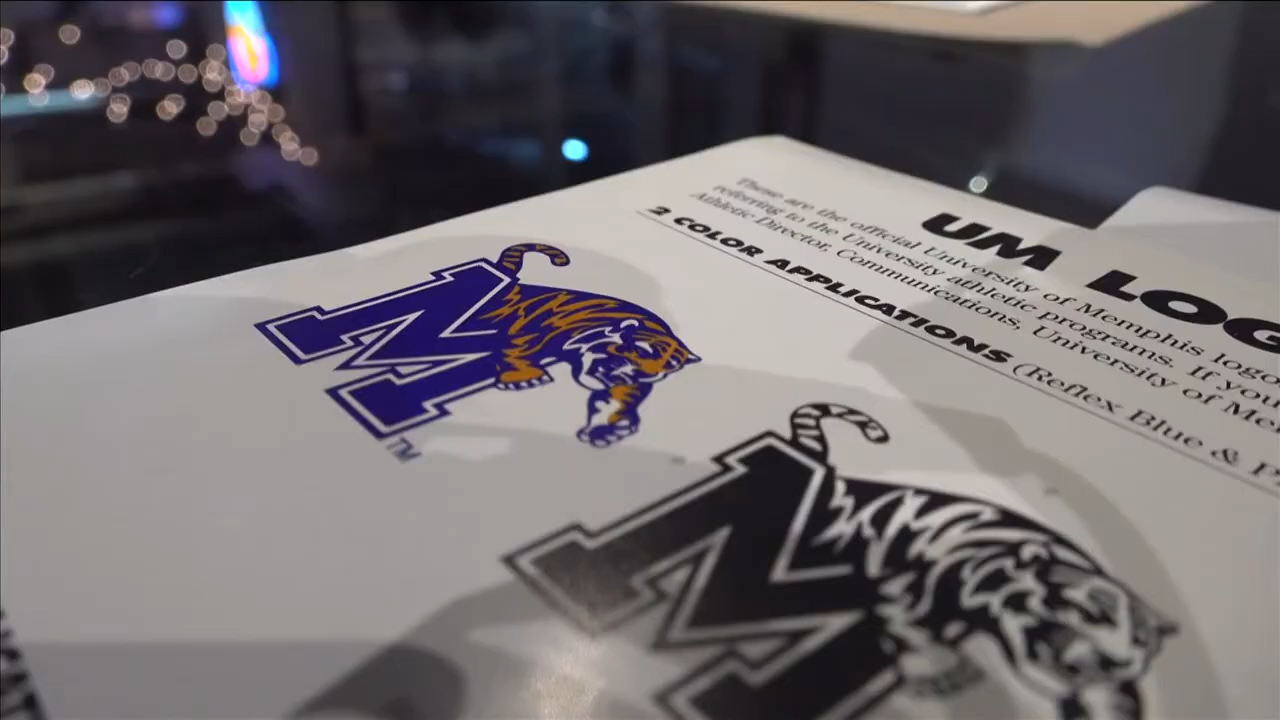 UM LOG
These are the official University of Memphis logo
referring to the University athletic programs. If you
Athletic Director, Communications, University of Me
2 COLOR APPLICATIONS (Reflex Blue & P
M
TM
M